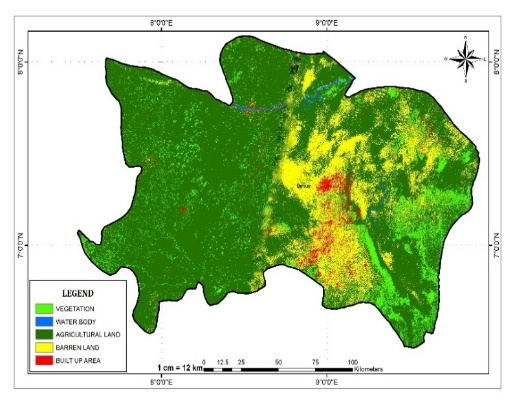 8°0'0"E 9°0'0"E
8°0'0"N 8°0'0"N
7°0'0"N 7°0'0"N
LEGEND
VEGETATION
WATER BODY
AGRICULTURAL LAND
BARREN LAND
BUILT UP AREA
1 cm = 12 km
0 12.5 25 50 75 100
Kilometers
8°0'0"E 9°0'0"E